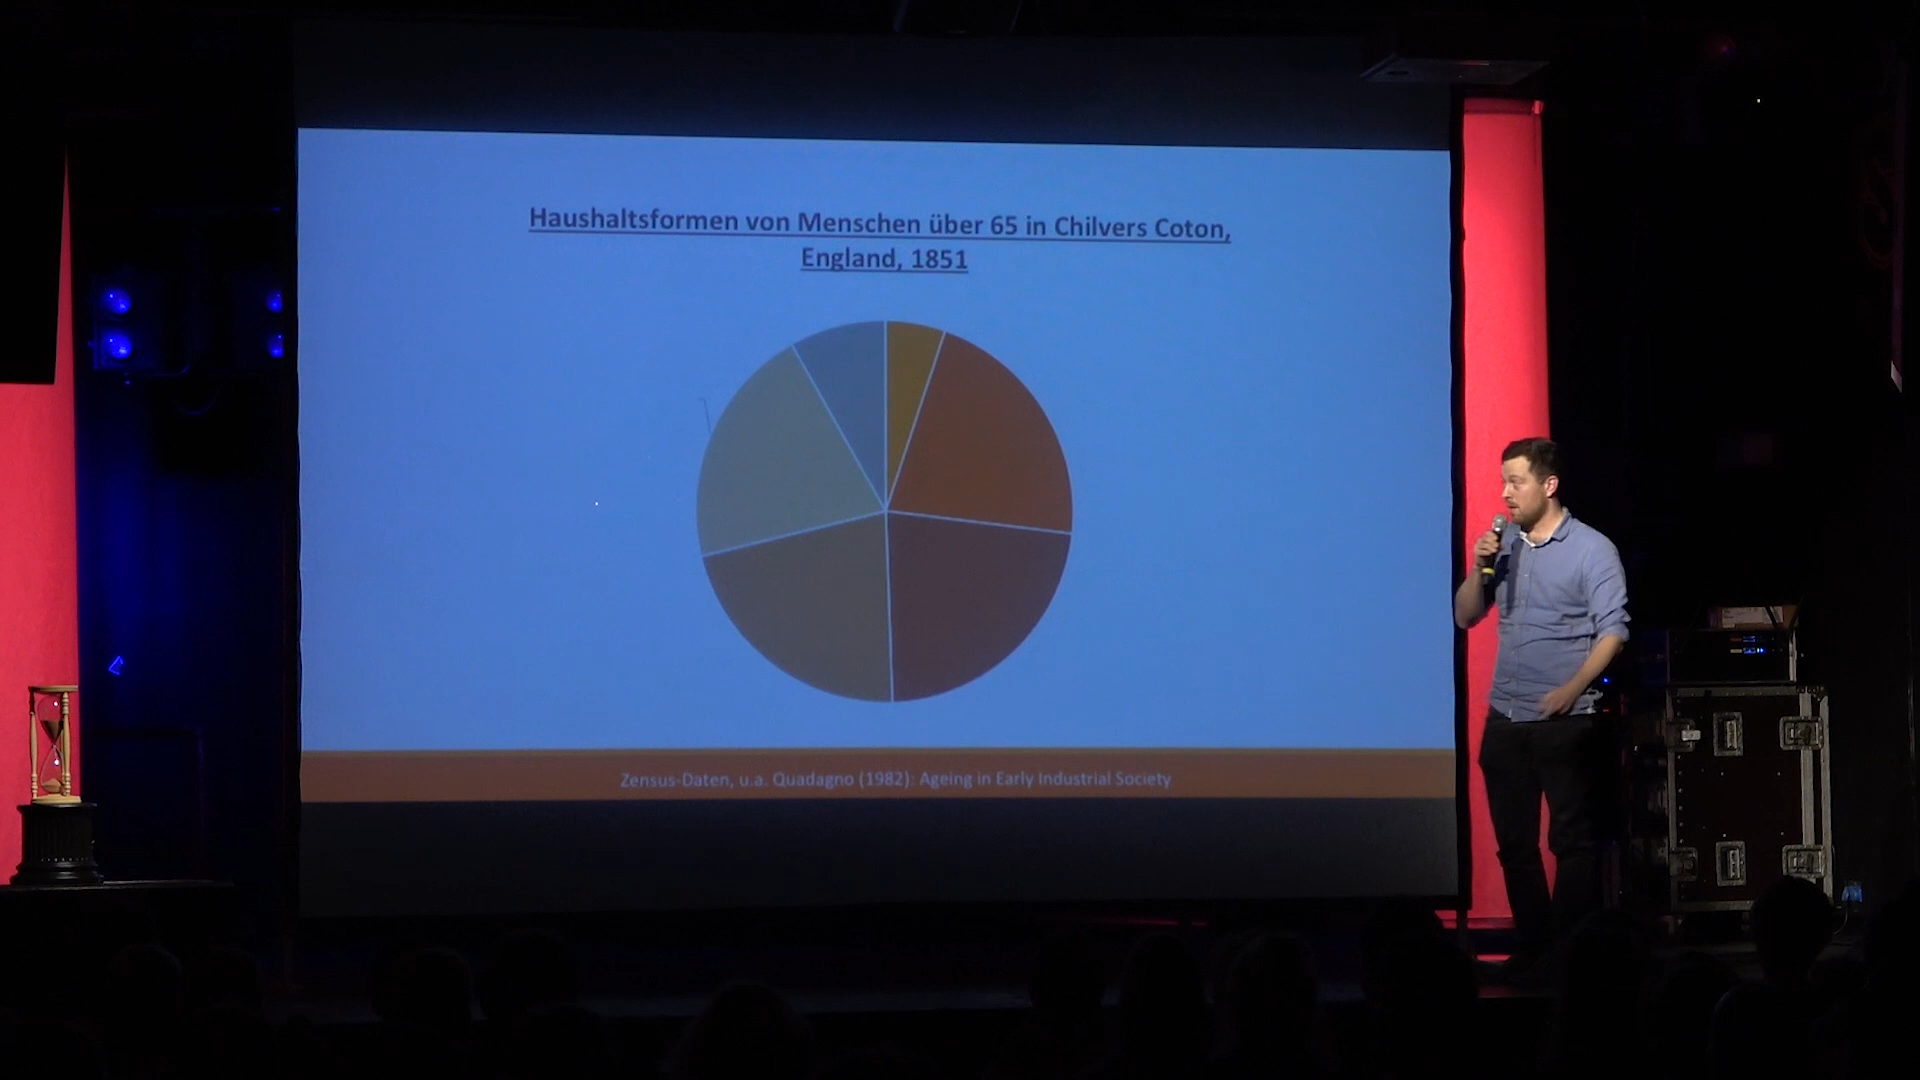 Haushaltsformen von Menschen über 65 in Chilvers Coton,
England, 1851
Zensus-Daten, u.a. Quadagno (1982): Ageing in Early Industrial Society